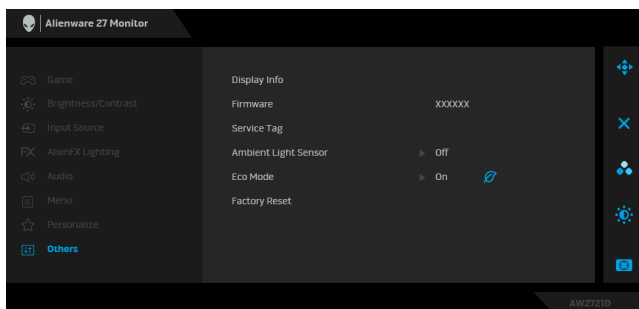 Alienware 27 Monitor
Game
Brightness/Contrast
Input Source
AlienFX Lighting
Audio
Menu
Personalize
Others
Display Info
Firmware XXXXXX
Service Tag
Ambient Light Sensor Off
Eco Mode On
Factory Reset
AW2721D